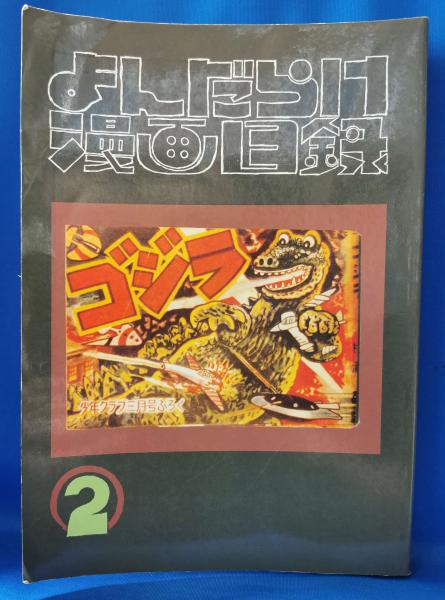 まんだらけ
漫画目録
ゴジラ
少年クラブ三月号ふろく
2